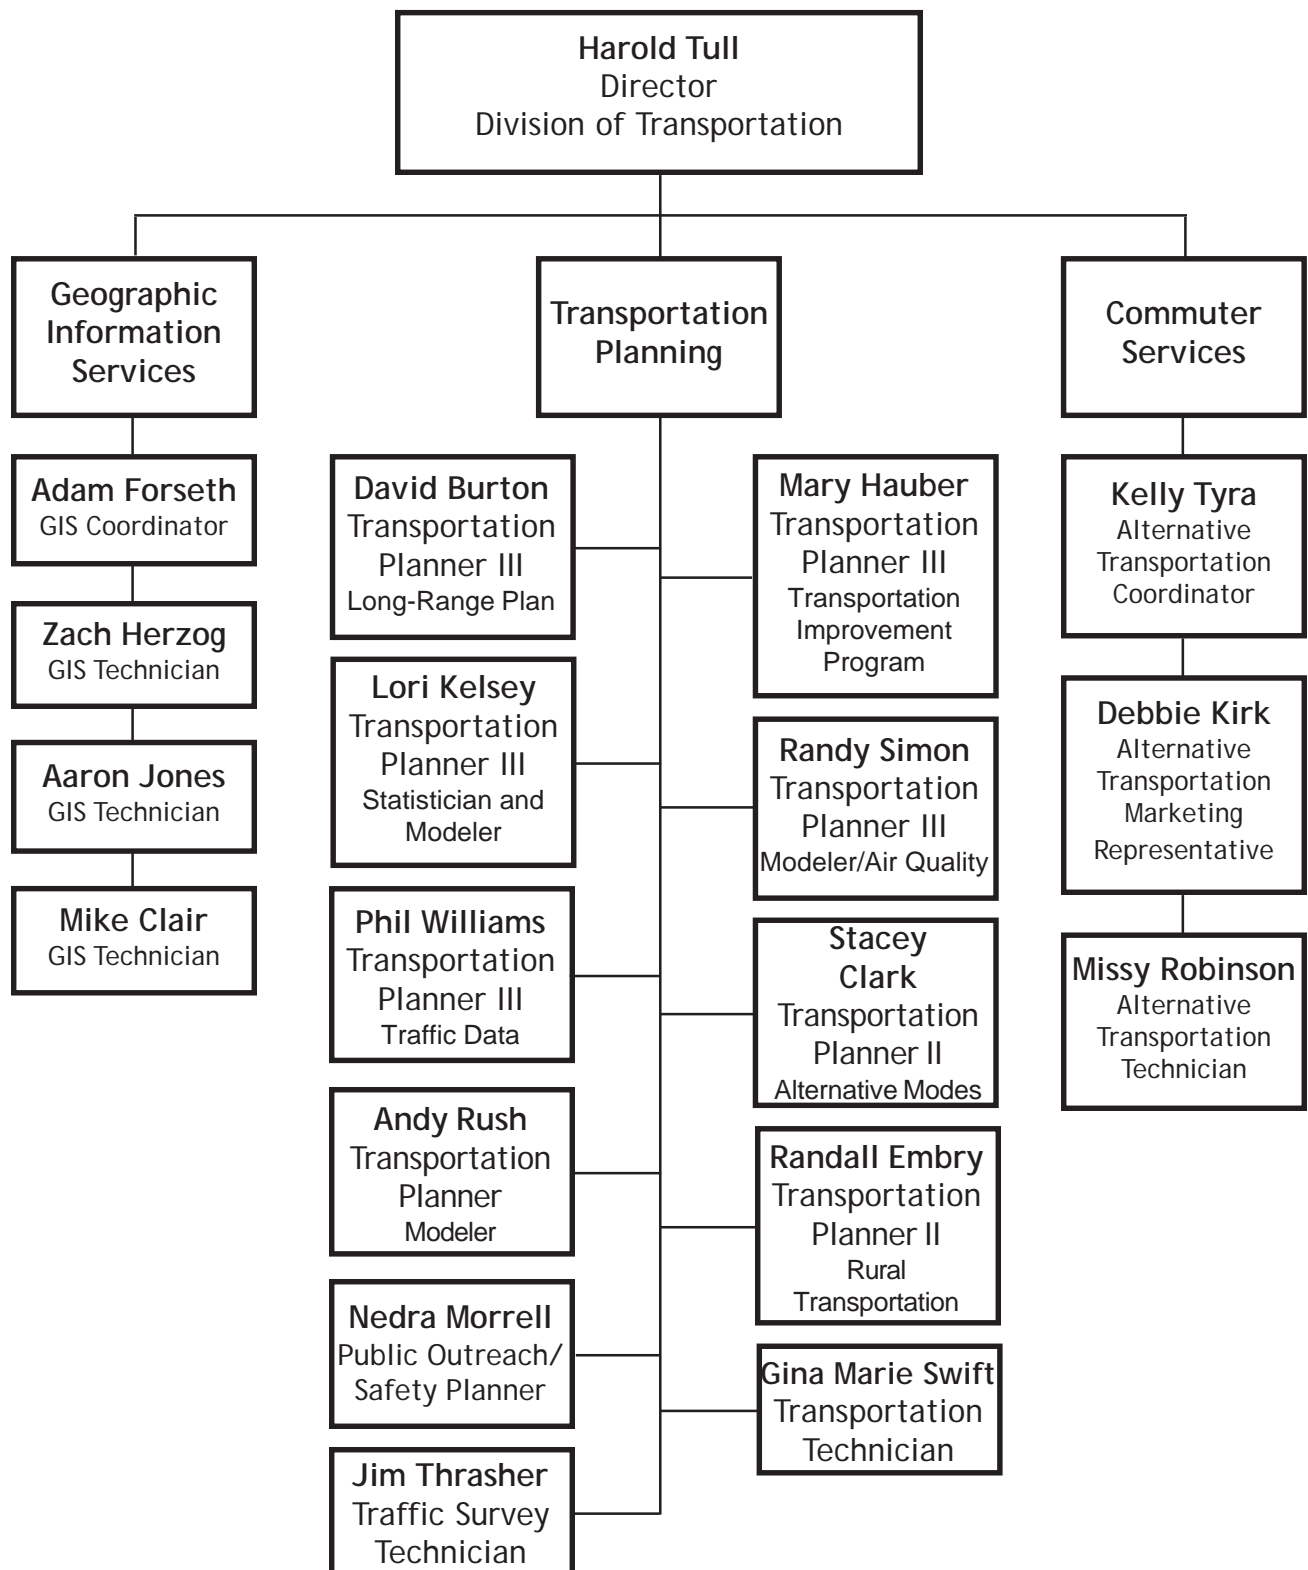 Harold Tull
Director
Division of Transportation
Geographic
Information
Services
Adam Forseth
GIS Coordinator
Zach Herzog
GIS Technician
Aaron Jones
GIS Technician
Mike Clair
GIS Technician
Transportation
Planning
David Burton
Transportation
Planner III
Long-Range Plan
Lori Kelsey
Transportation
Planner III
Statistician and
Modeler
Phil Williams
Transportation
Planner III
Traffic Data
Andy Rush
Transportation
Planner
Modeler
Nedra Morrell
Public Outreach/
Safety Planner
Jim Thrasher
Traffic Survey
Technician
Mary Hauber
Transportation
Planner III
Transportation
Improvement
Program
Randy Simon
Transportation
Planner III
Modeler/Air Quality
Stacey
Clark
Transportation
Planner II
Alternative Modes
Randall Embry
Transportation
Planner II
Rural
Transportation
Gina Marie Swift
Transportation
Technician
Commuter
Services
Kelly Tyra
Alternative
Transportation
Coordinator
Debbie Kirk
Alternative
Transportation
Marketing
Representative
Missy Robinson
Alternative
Transportation
Technician